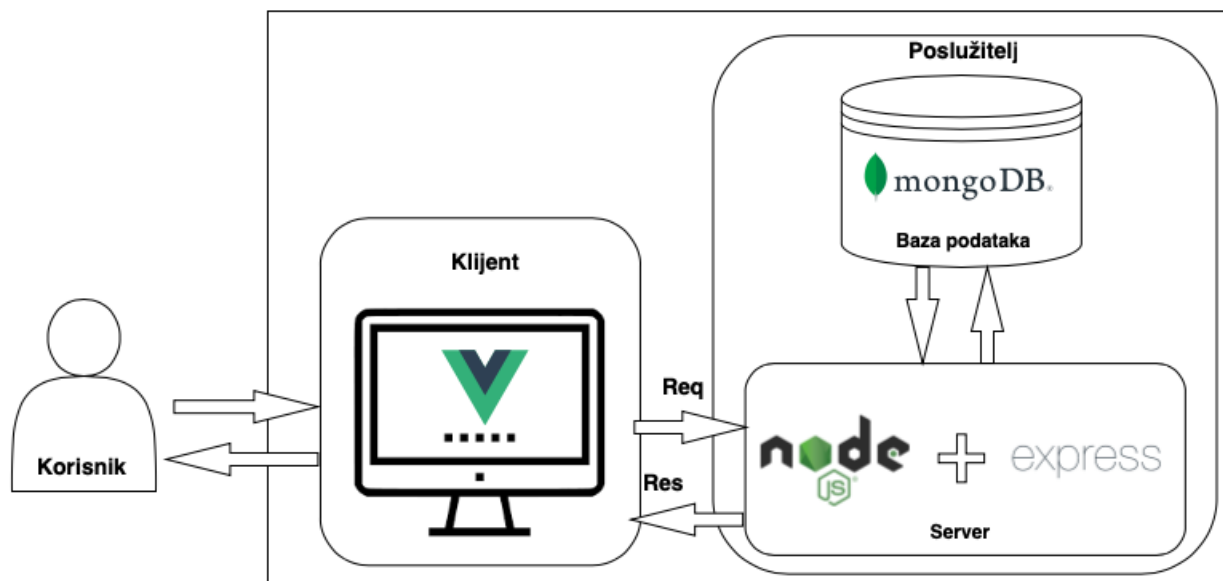 Poslužitelj
mongoDB®
Baza podataka
Klijent
Korisnik
Req
Res
node
JS
express
Server